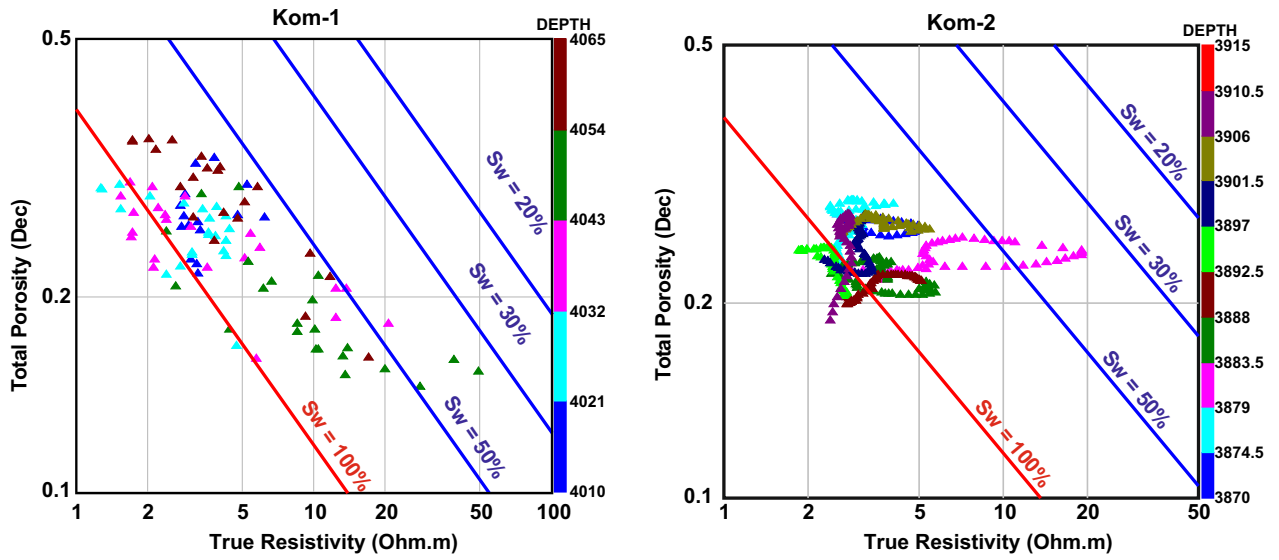 Kom-1
DEPTH
0.5
0.2
0.1
Total Porosity (Dec)
Sw = 20%
Sw = 30%
Sw = 50%
Sw = 100%
4065
4054
4043
4032
4021
4010
1
2
5
10
20
50
100
True Resistivity (Ohm.m)
Kom-2
DEPTH
0.5
0.2
0.1
Total Porosity (Dec)
Sw = 20%
Sw = 30%
Sw = 50%
Sw = 100%
3915
3910.5
3906
3901.5
3897
3892.5
3888
3883.5
3879
3874.5
3870
1
2
5
10
20
50
True Resistivity (Ohm.m)